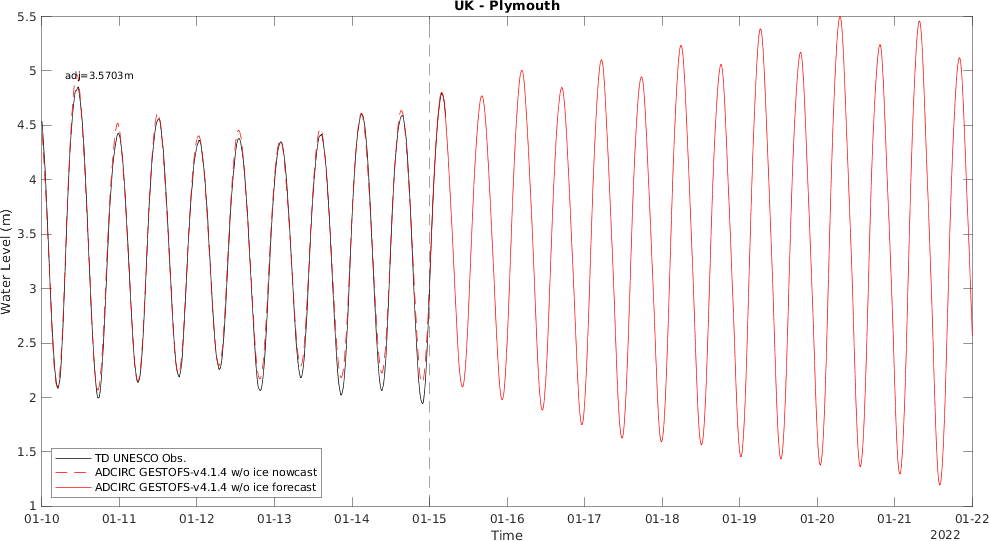 UK - Plymouth
adj=3.5703m
Water Level (m)
5.5
5
4.5
4
3.5
3
2.5
2
1.5
1
TD UNESCO Obs.
ADCIRC GESTOFS-v4.1.4 w/o ice nowcast
ADCIRC GESTOFS-v4.1.4 w/o ice forecast
01-10 01-11 01-12 01-13 01-14 01-15 01-16 01-17 01-18 01-19 01-20 01-21 01-22
Time
2022